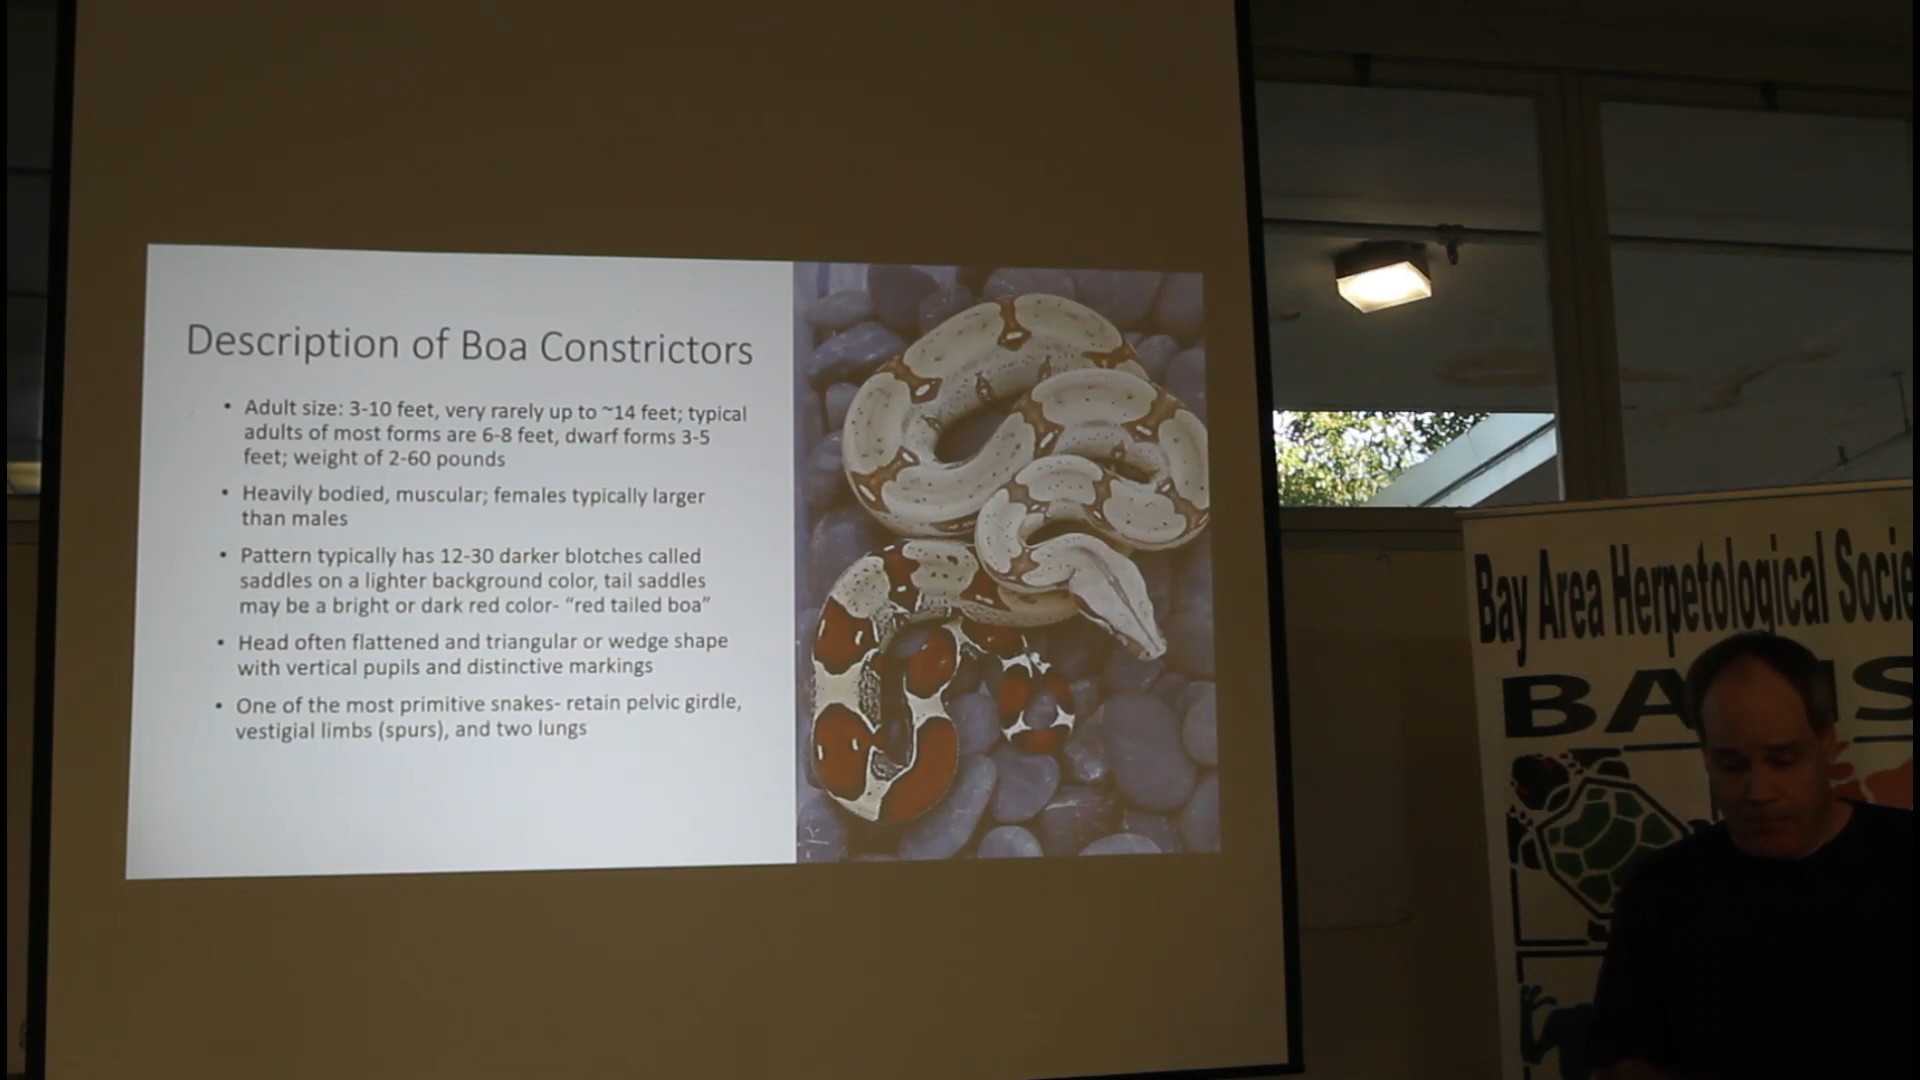 Description of Boa Constrictors
• Adult size: 3-10 feet, very rarely up to ~14 feet; typical
adults of most forms are 6-8 feet, dwarf forms 3-5
feet; weight of 2-60 pounds
• Heavily bodied, muscular; females typically larger
than males
• Pattern typically has 12-30 darker blotches called
saddles on a lighter background color, tail saddles
may be a bright or dark red color- “red tailed boa”
• Head often flattened and triangular or wedge shape
with vertical pupils and distinctive markings
• One of the most primitive snakes- retain pelvic girdle,
vestigial limbs (spurs), and two lungs
Bay Area Herpetological